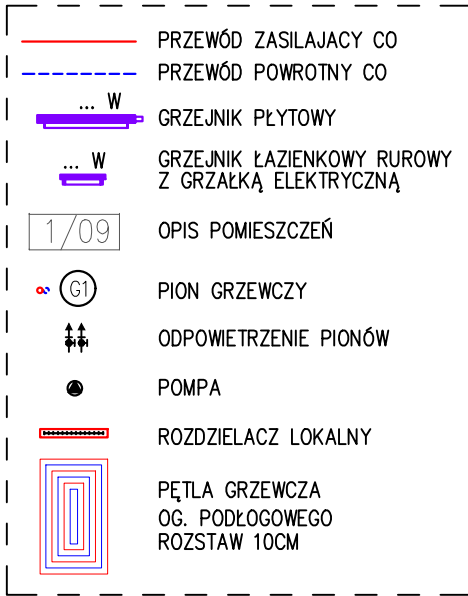 PRZEWÓD ZASILAJACY CO
PRZEWÓD POWROTNY CO
... W
GRZEJNIK PŁYTOWY
... W
GRZEJNIK ŁAZIENKOWY RUROWY
Z GRZAŁKĄ ELEKTRYCZNĄ
1/09
OPIS POMIESZCZEŃ
G1
PION GRZEWCZY
ODPOWIETRZENIE PIONÓW
POMPA
ROZDZIELACZ LOKALNY
PĘTLA GRZEWCZA
OG. PODŁOGOWEGO
ROZSTAW 10CM